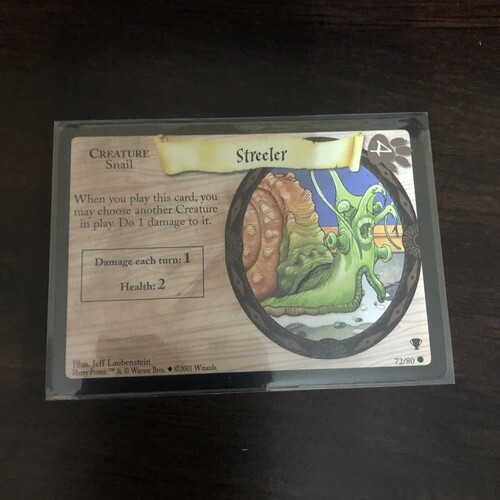 Streeler
4
CREATURE
Snail
When you play this card, you
may choose another Creature
in play. Do 1 damage to it.
Damage each turn: 1
Health: 2
Illus. Jeff Laubenstein
Harry Potter, ™ & © Warner Bros. ♦ ©2001 Wizards.
72/80 ●